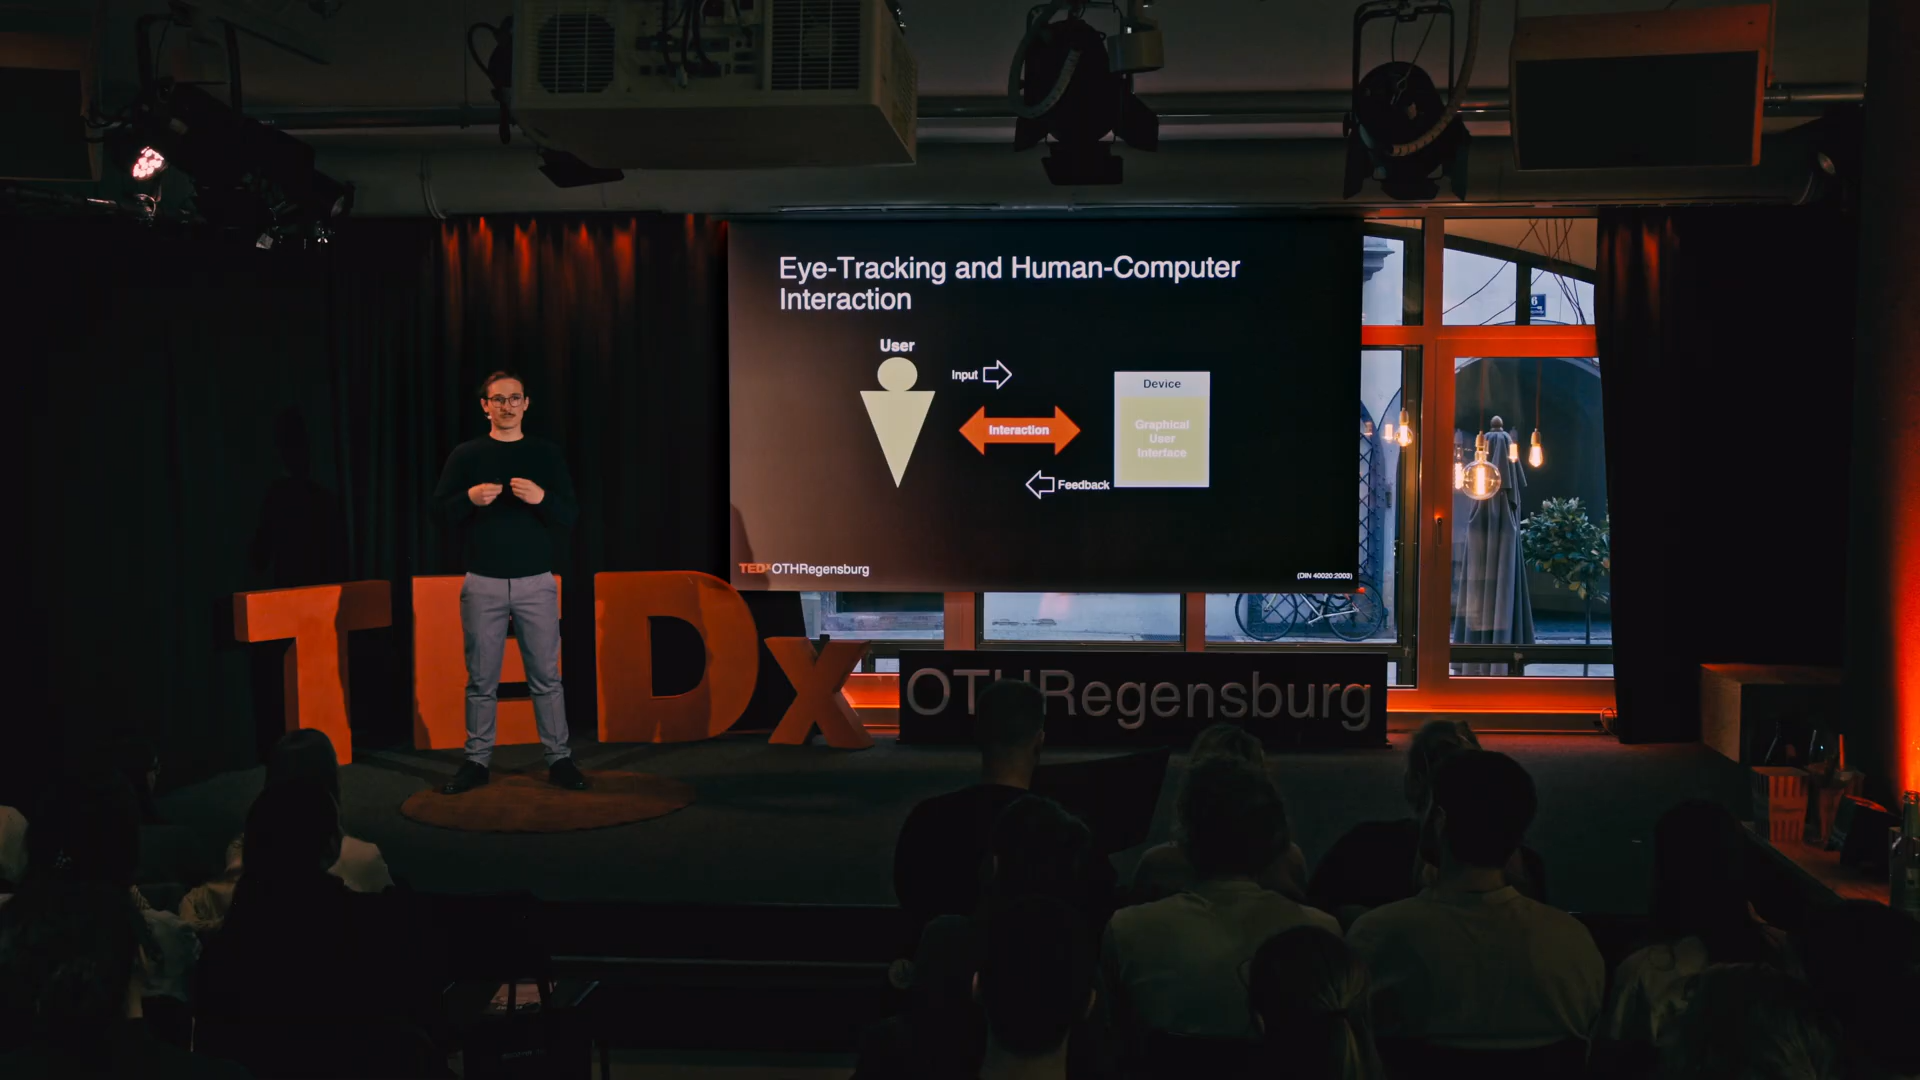 Eye-Tracking and Human-Computer
Interaction
User
Input
Device
Interaction
Graphical
User
Interface
Feedback
TEDxOTHRegensburg
(DIN 40020:2003)
6
TEDx
OTHRegensburg